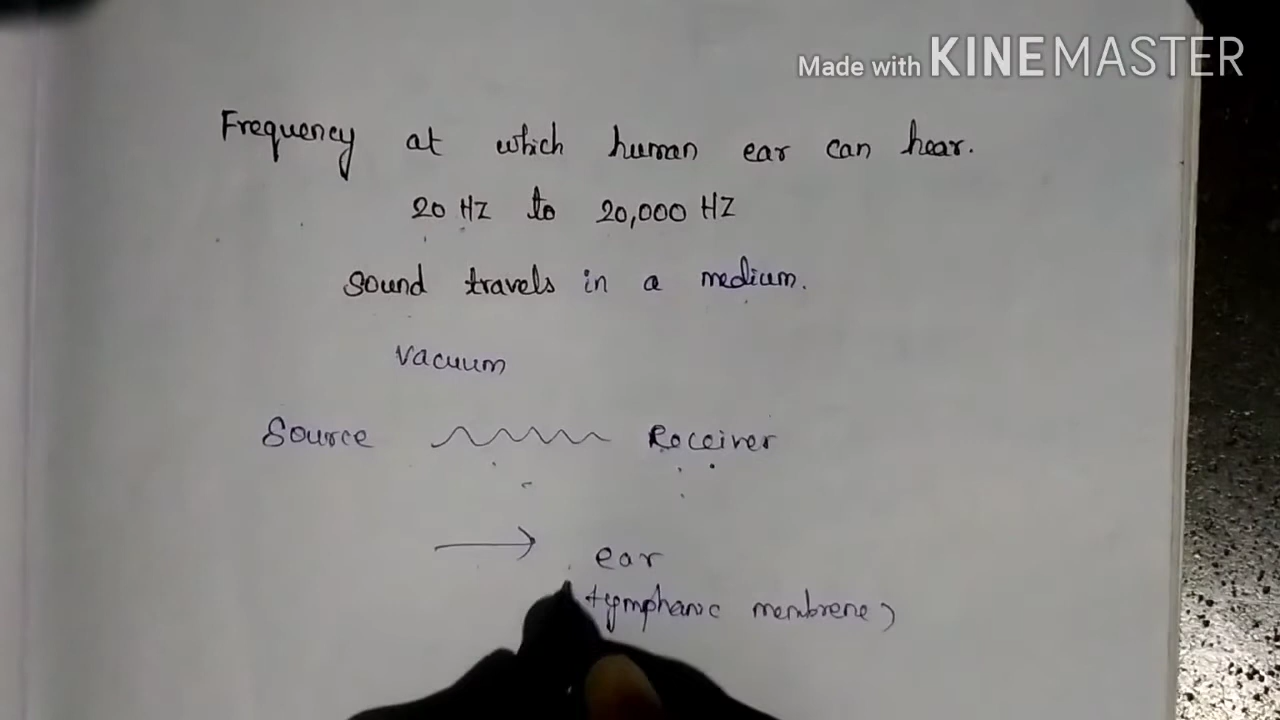 Made with KINEMASTER
Frequency at which human ear can hear.
20 HZ to 20,000 HZ
Sound travels in a medium.
Vacuum
Source Receiver
ear
tymphanic membrene)